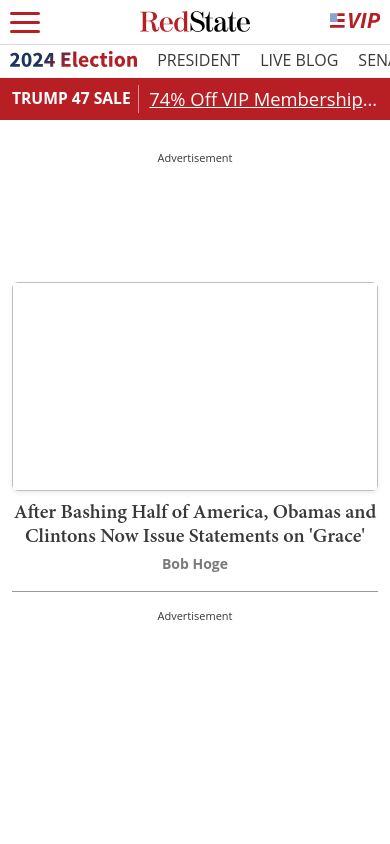 RedState
VIP
2024 Election PRESIDENT LIVE BLOG SENA
TRUMP 47 SALE 74% Off VIP Membership...
Advertisement
After Bashing Half of America, Obamas and
Clintons Now Issue Statements on 'Grace'
Bob Hoge
Advertisement